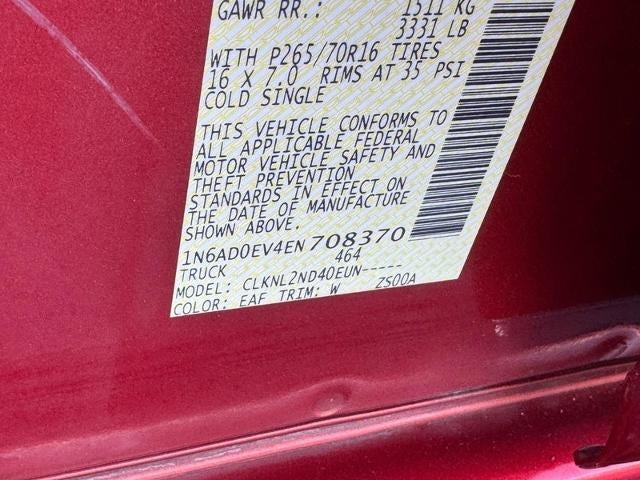 GAWR RR.: 1511 KG
3331 LB
WITH P265/70R16 TIRES
16 X 7.0 RIMS AT 35 PSI
COLD SINGLE
THIS VEHICLE CONFORMS TO
ALL APPLICABLE FEDERAL
MOTOR VEHICLE SAFETY AND
THEFT PREVENTION
STANDARDS IN EFFECT ON
THE DATE OF MANUFACTURE
SHOWN ABOVE.
1N6AD0EV4EN708370
TRUCK 464
MODEL: CLKNL2ND40EUN-----
COLOR: EAF TRIM: W ZS00A